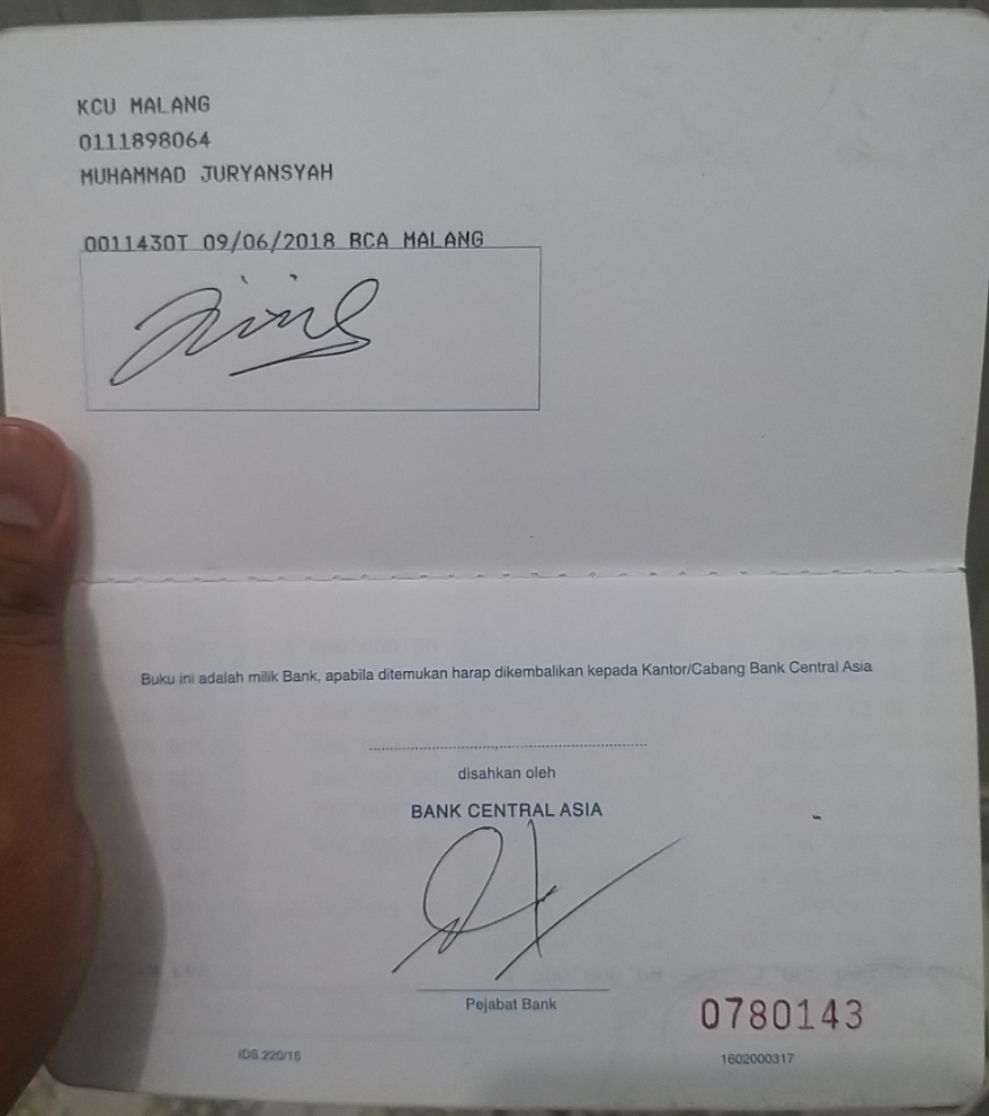 KCU MALANG
0111898064
MUHAMMAD JURYANSYAH
0011430T 09/06/2018 BCA MALANG
Buku ini adalah milik Bank, apabila ditemukan harap dikembalikan kepada Kantor/Cabang Bank Central Asia
disahkan oleh
BANK CENTRAL ASIA
Pejabat Bank
0780143
IDS 220/16
1602000317